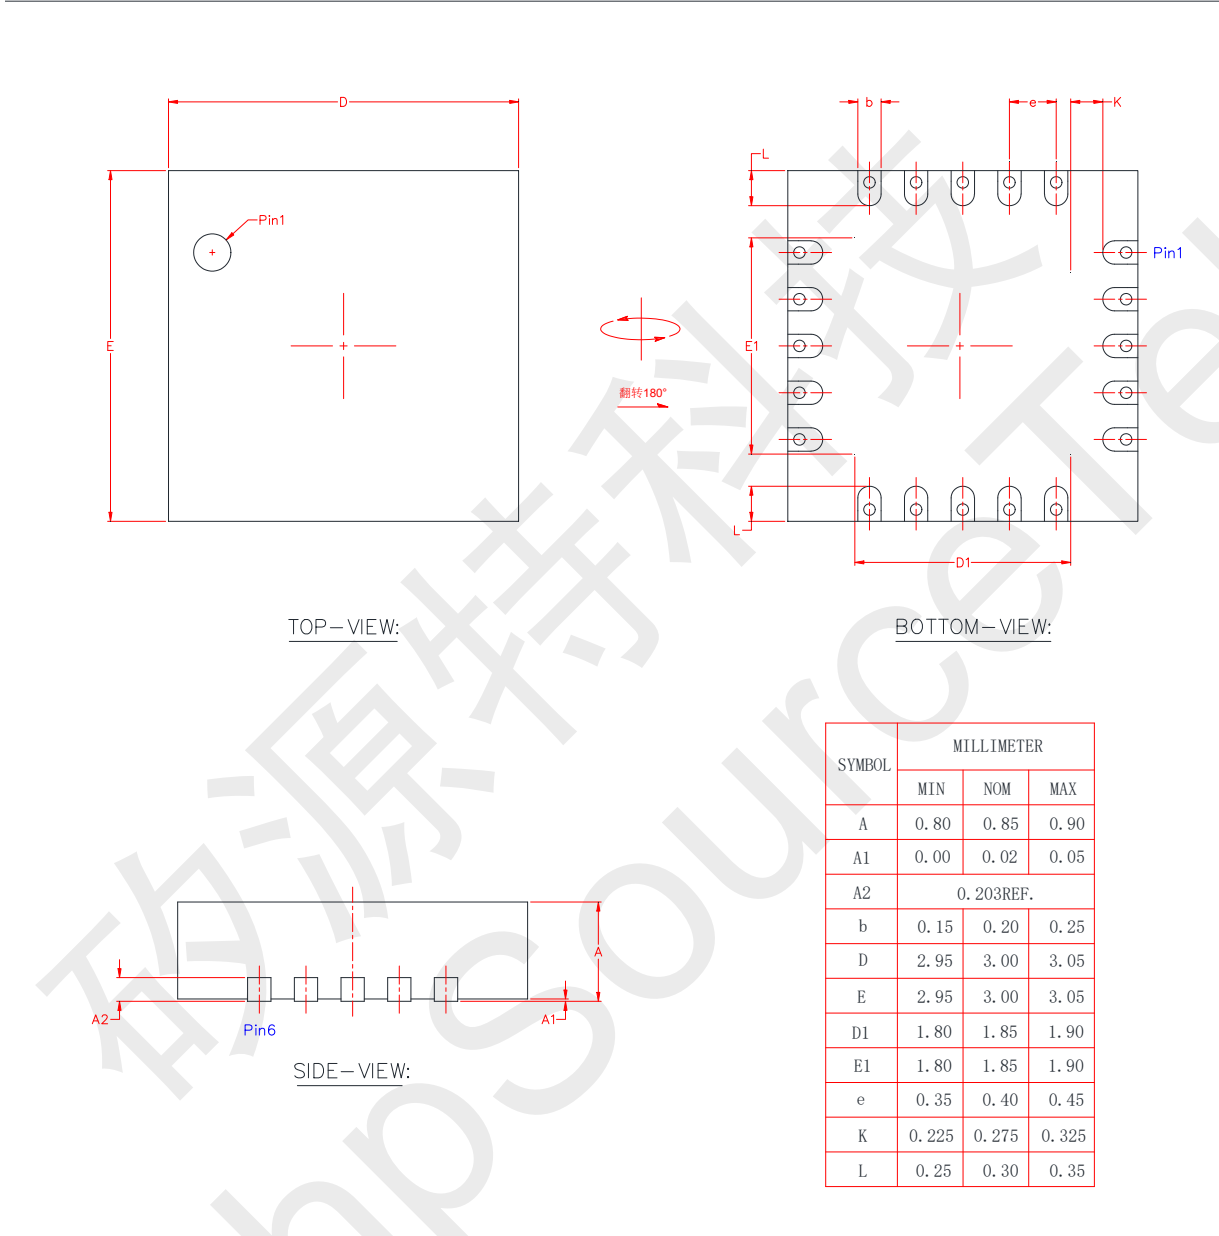 D
b
e
K
L
Pin1
Pin1
E
E1
翻转180°
L
D1
TOP-VIEW:
BOTTOM-VIEW:
SYMBOL MILLIMETER
MIN NOM MAX
A 0.80 0.85 0.90
A1 0.00 0.02 0.05
A2 0.203REF.
b 0.15 0.20 0.25
D 2.95 3.00 3.05
E 2.95 3.00 3.05
D1 1.80 1.85 1.90
E1 1.80 1.85 1.90
e 0.35 0.40 0.45
K 0.225 0.275 0.325
L 0.25 0.30 0.35
A
A2
A1
Pin6
SIDE-VIEW:
矽源特科技
hpSourceTe